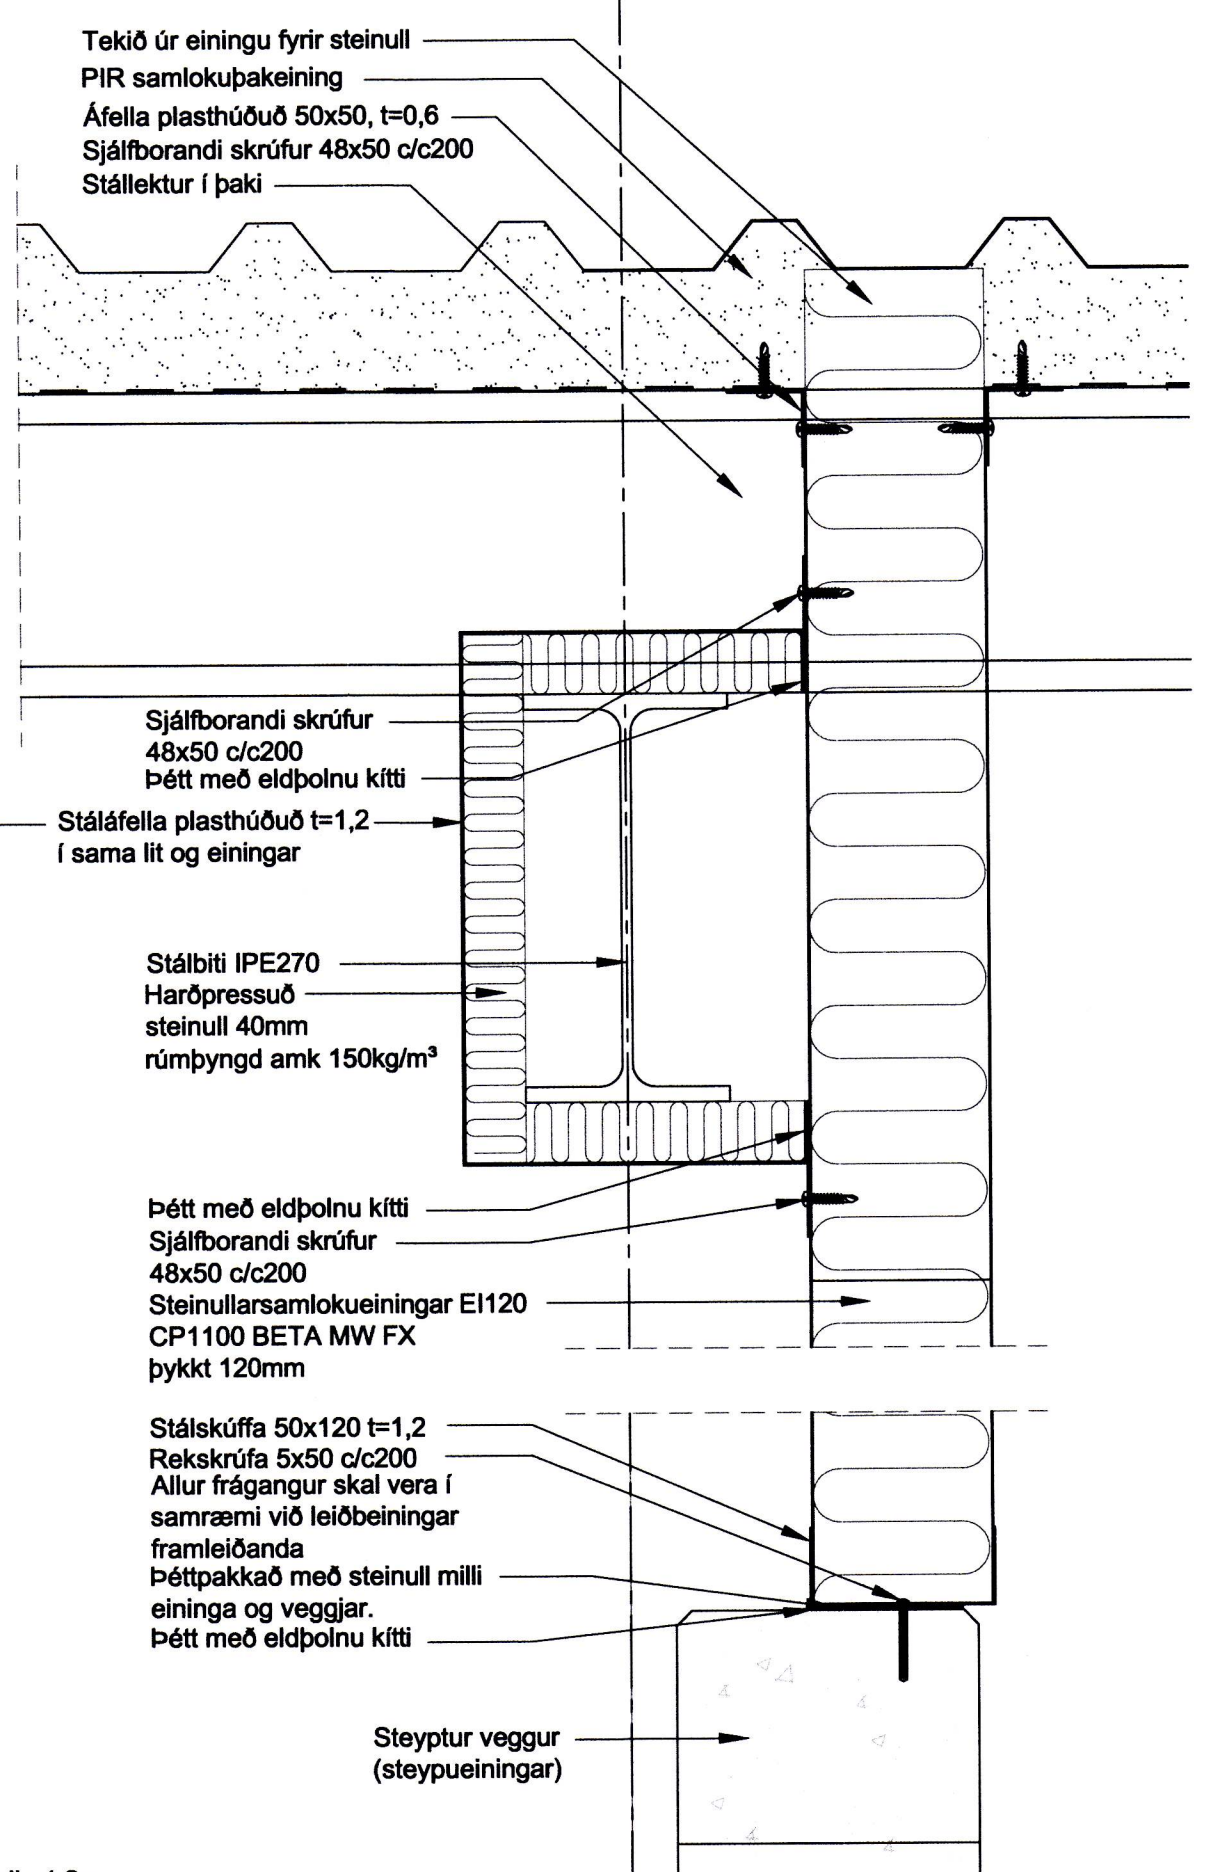 Tekið úr einingu fyrir steinull
PIR samlokuþakeining
Áfella plasthúðuð 50x50, t=0,6
Sjálfborandi skrúfur 48x50 c/c200
Stállektur í þaki
Sjálfborandi skrúfur
48x50 c/c200
Þétt með eldþolnu kítti
Stáláfella plasthúðuð t=1,2
í sama lit og einingar
Stálbiti IPE270
Harðpressuð
steinull 40mm
rúmþyngd amk 150kg/m³
Þétt með eldþolnu kítti
Sjálfborandi skrúfur
48x50 c/c200
Steinullarsamlokueiningar EI120
CP1100 BETA MW FX
þykkt 120mm
Stálskúffa 50x120 t=1,2
Rekskrúfa 5x50 c/c200
Allur frágangur skal vera í
samræmi við leiðbeiningar
framleiðanda
Þéttpakkað með steinull milli
eininga og veggjar.
Þétt með eldþolnu kítti
Steyptur veggur
(steypueiningar)